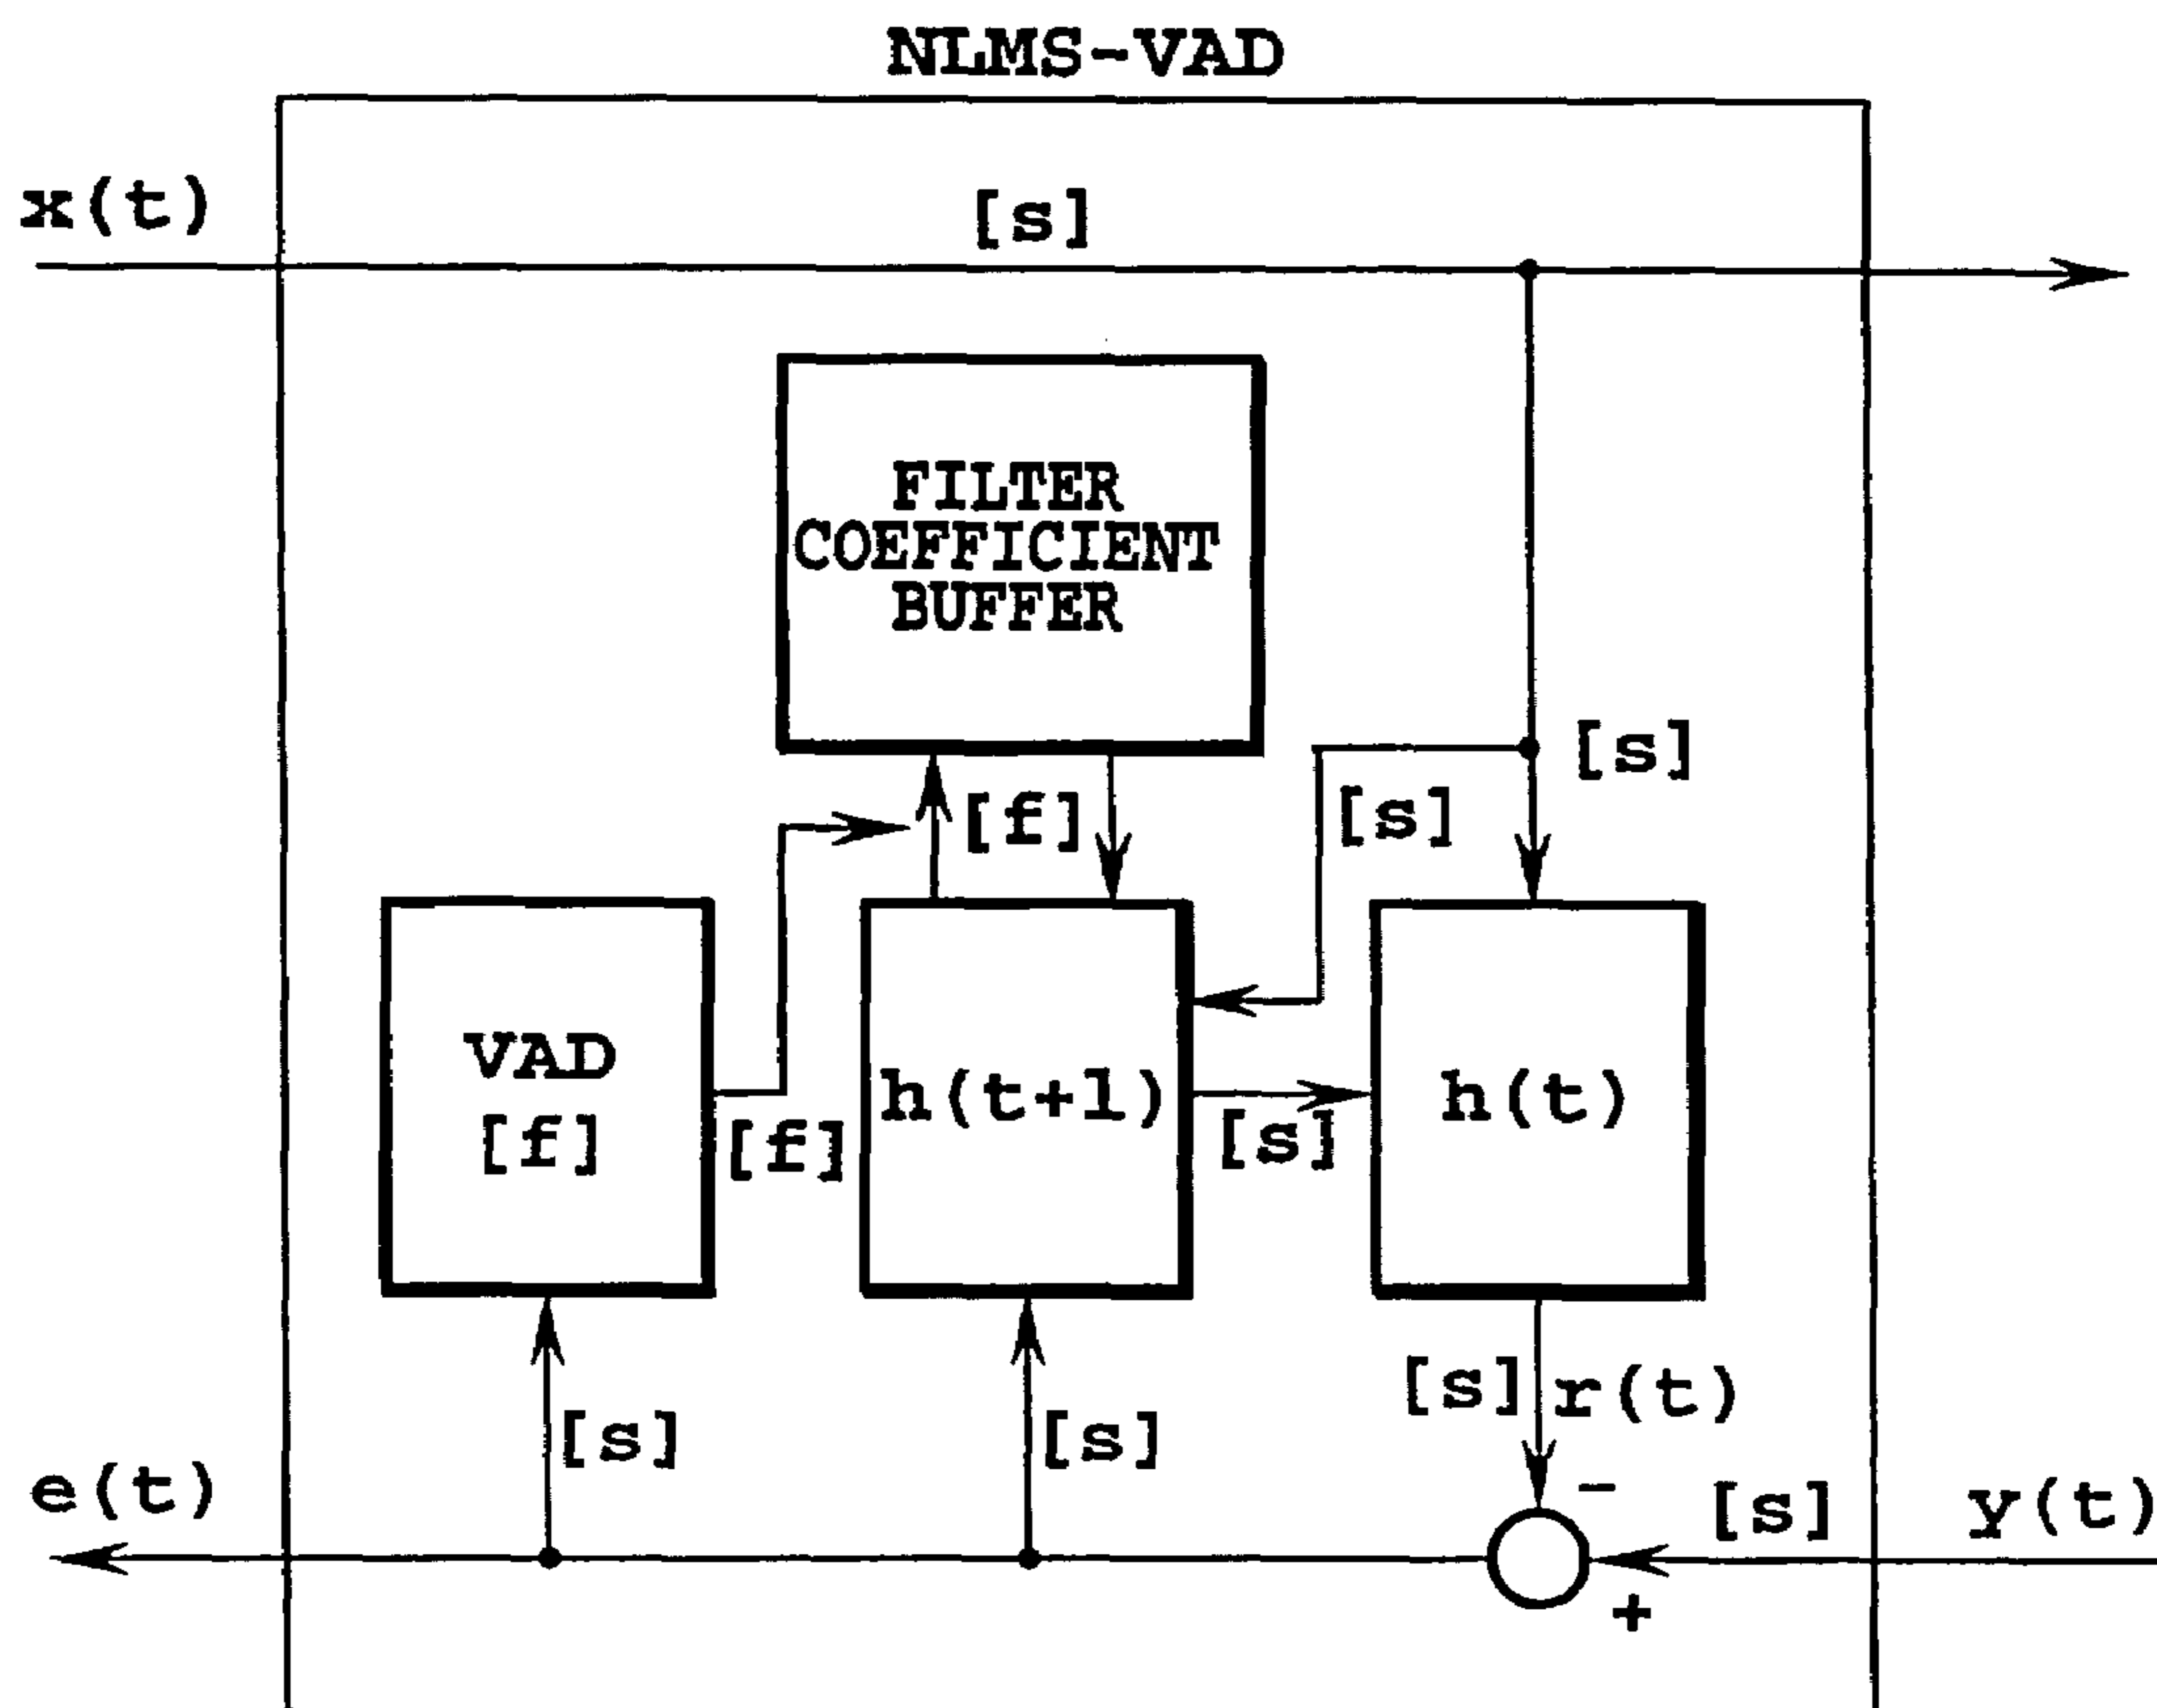 NLMS-VAD
x(t)
[s]
FILTER
COEFFICIENT
BUFFER
[s]
[s]
[f]
VAD
[f]
[f]
h(t+1)
[s]
h(t)
[s]
[s]
[s] r(t)
-
e(t)
[s]
y(t)
+